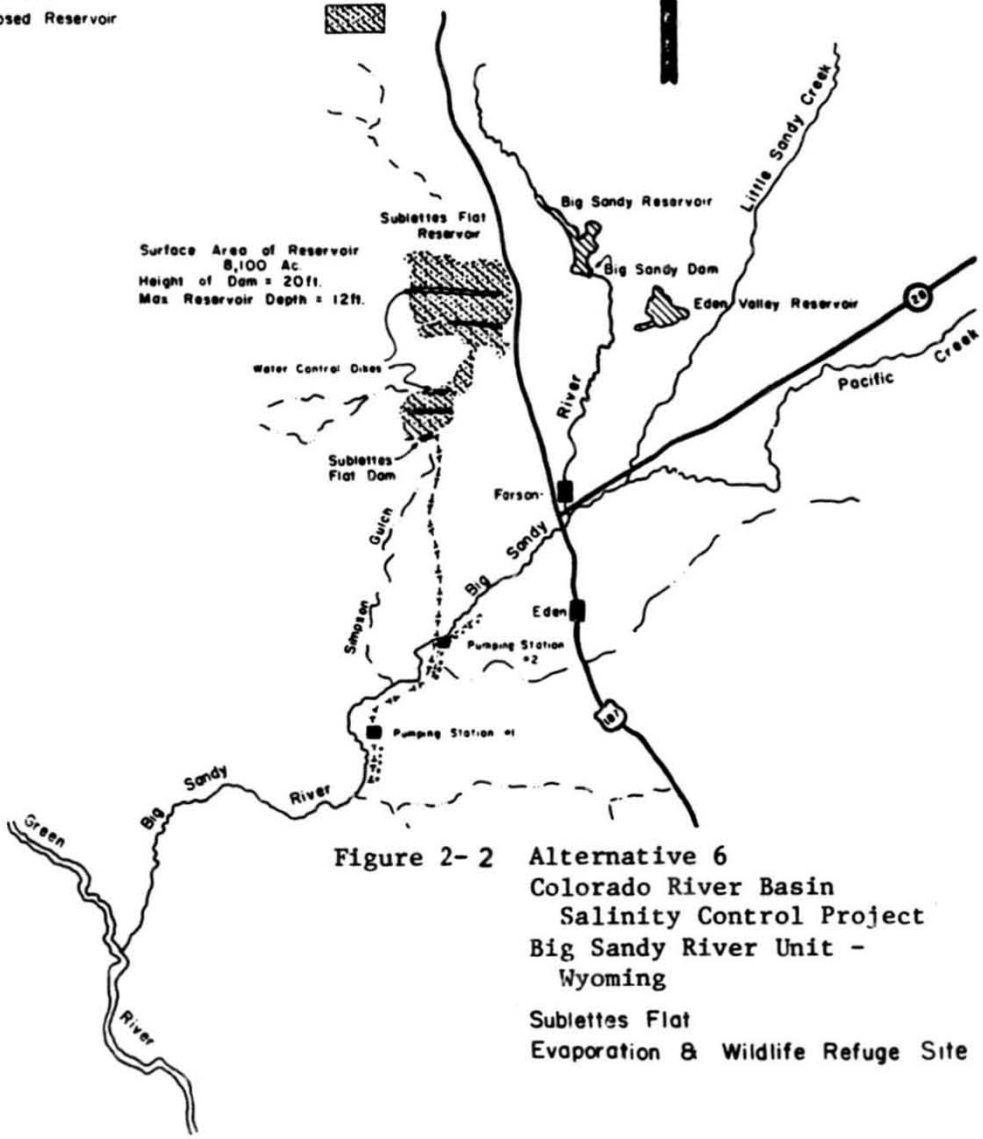 osed Reservoir
Little Sandy Creek
Big Sandy Reservoir
Sublettes Flat
Reservoir
Surface Area of Reservoir
8,100 Ac.
Height of Dam = 20ft.
Max Reservoir Depth = 12ft.
Big Sandy Dam
Eden Valley Reservoir
28
Pacific Creek
Water Control Dikes
River
Sublettes
Flat Dam
Farson
Gulch
Simpson
Big Sandy
Eden
Pumping Station
#2
187
Pumping Station #1
Big Sandy River
Green
River
Figure 2-2 Alternative 6
Colorado River Basin
Salinity Control Project
Big Sandy River Unit -
Wyoming
Sublettes Flat
Evaporation & Wildlife Refuge Site